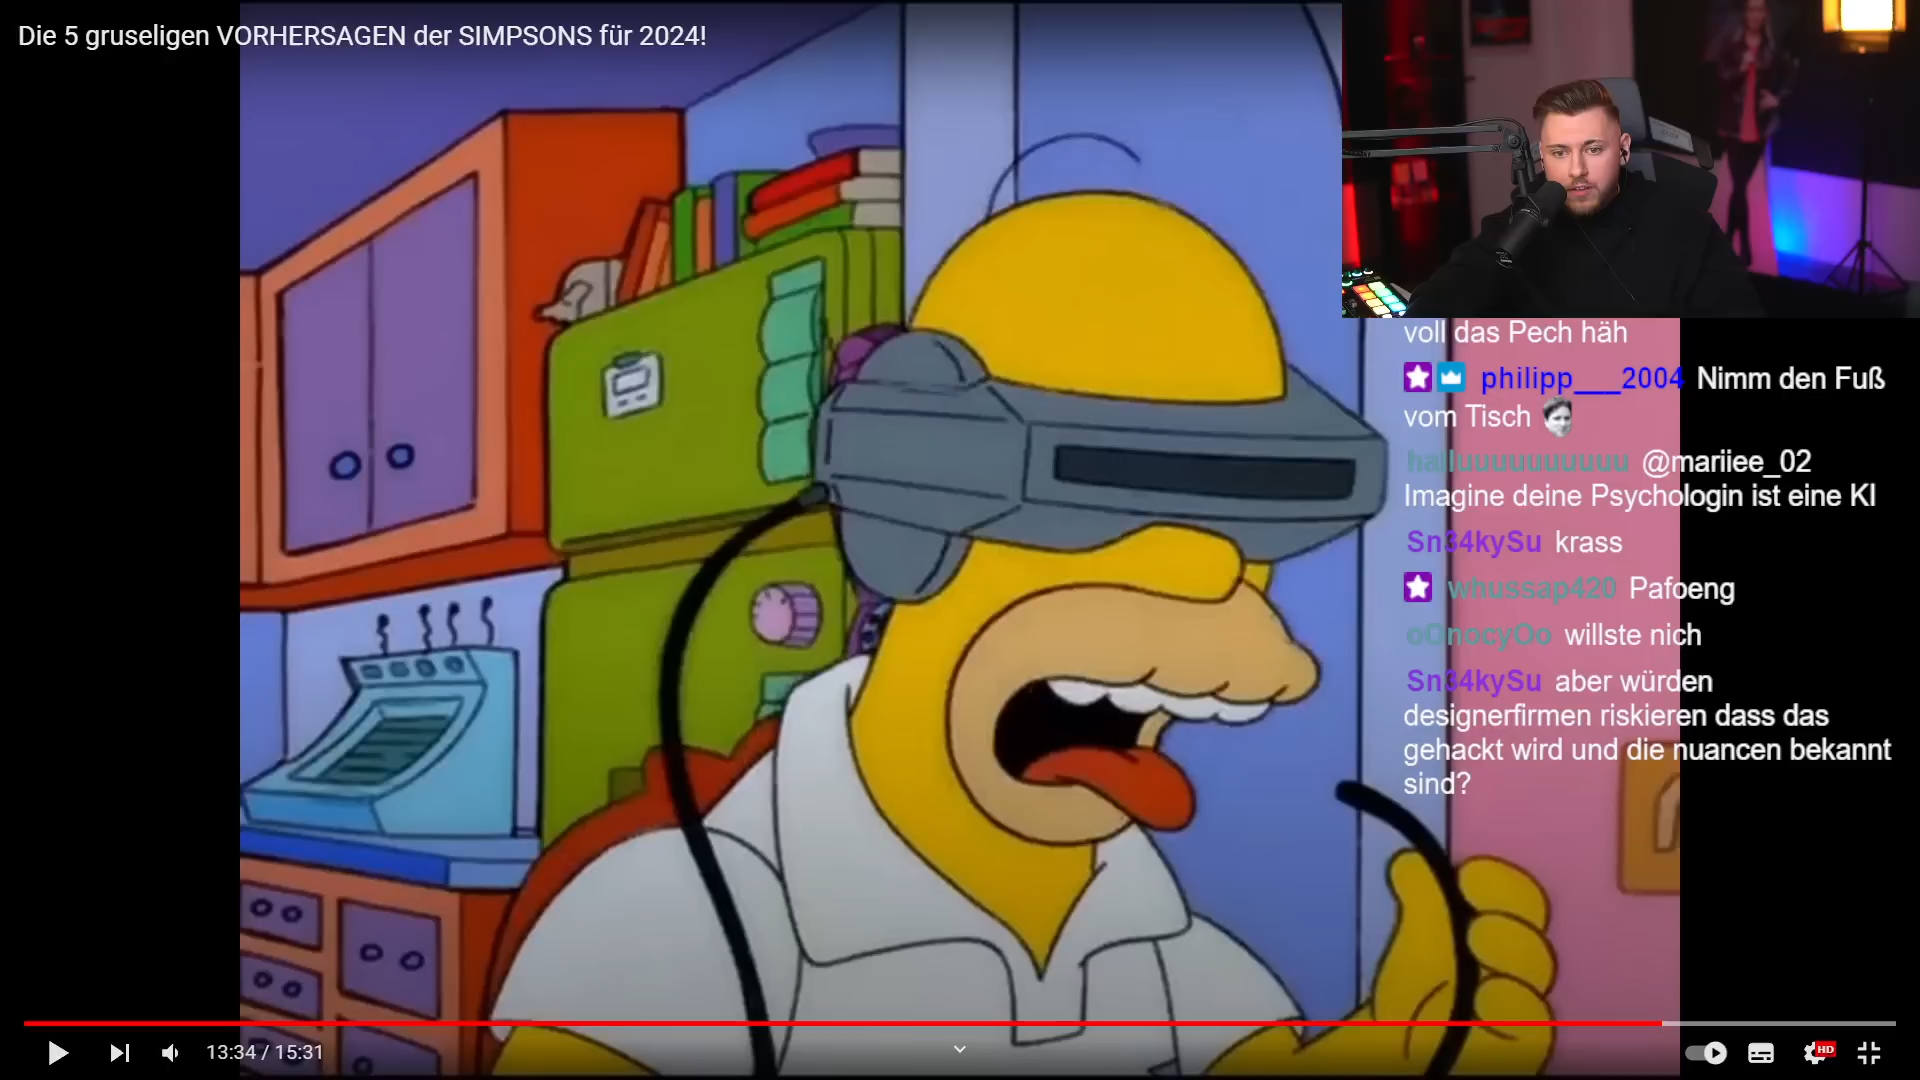 Die 5 gruseligen VORHERSAGEN der SIMPSONS für 2024!
voll das Pech häh
philipp___2004 Nimm den Fuß
vom Tisch
halluuuuuuuuuuu @mariiee_02
Imagine deine Psychologin ist eine KI
Sn34kySu krass
whussap420 Pafoeng
oOnocyOo willste nich
Sn34kySu aber würden
designerfirmen riskieren dass das
gehackt wird und die nuancen bekannt
sind?
13:34 / 15:31
HD